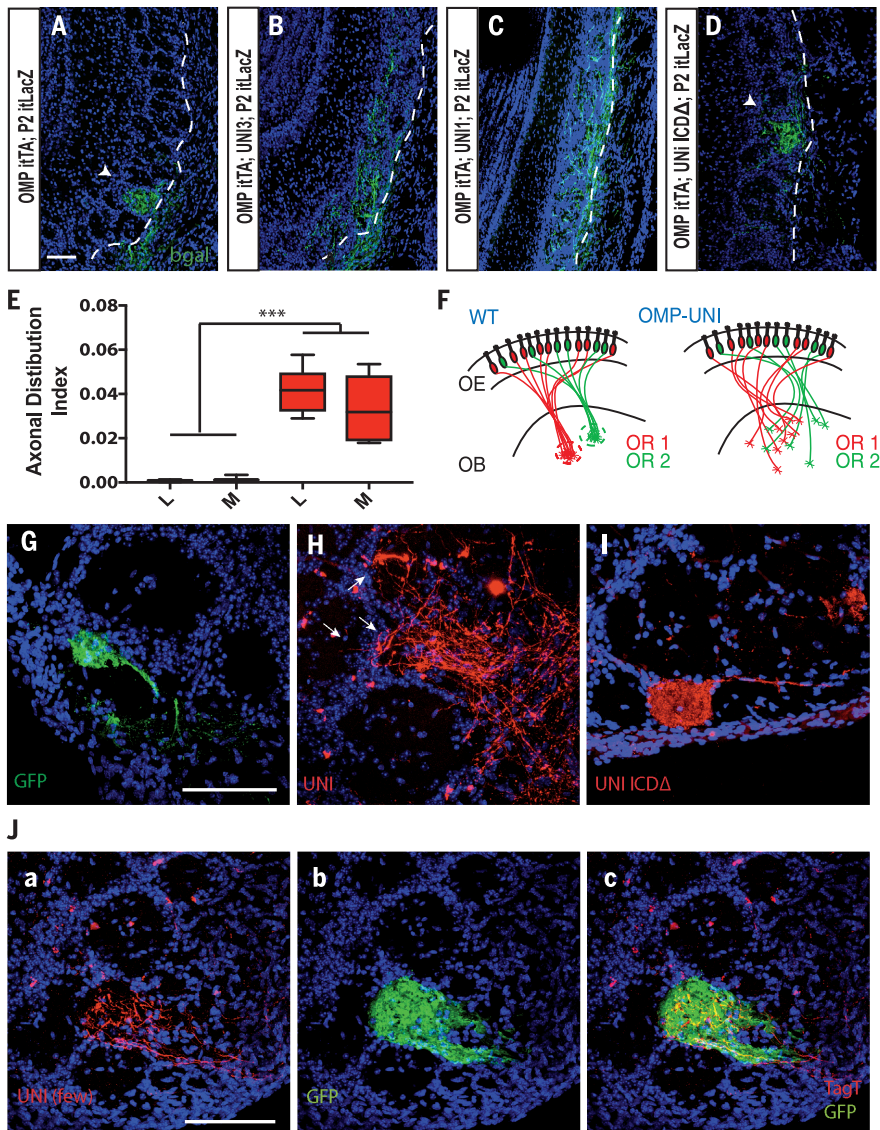 A
OMP itTA; P2 itLacZ
bgal
B
OMP itTA; UNI3; P2 itLacZ
C
OMP itTA; UNI1; P2 itLacZ
D
OMP itTA; UNi ICDΔ; P2 itLacZ
E
Axonal Distibution
Index
0.08
0.06
0.04
0.02
0.00
***
L
M
L
M
F
WT
OMP-UNI
OE
OB
OR 1
OR 2
OR 1
OR 2
G
GFP
H
UNI
I
UNI ICDΔ
J
a
UNI (few)
b
GFP
c
TagT
GFP